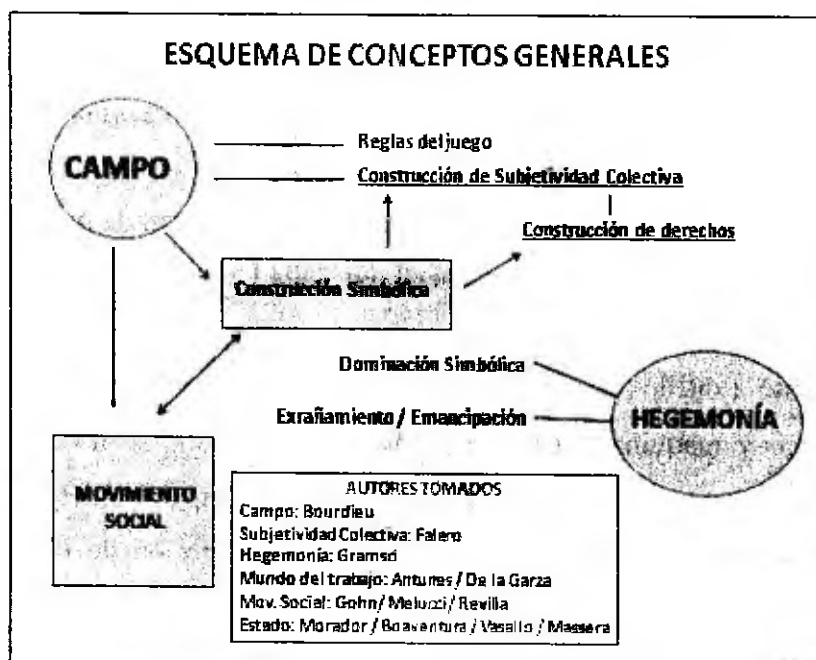 ESQUEMA DE CONCEPTOS GENERALES
CAMPO
Reglas del juego
Construcción de Subjetividad Colectiva
Construcción de derechos
Construcción Simbólica
Dominación Simbólica
HEGEMONÍA
Exrañamiento / Emancipación
MOVIMIENTO
SOCIAL
AUTORES TOMADOS
Campo: Bourdieu
Subjetividad Colectiva: Falero
Hegemonía: Gramsci
Mundo del trabajo: Antunes / De la Garza
Mov. Social: Gohn/ Melucci / Revilla
Estado: Morador / Boaventura / Vasallo / Massera